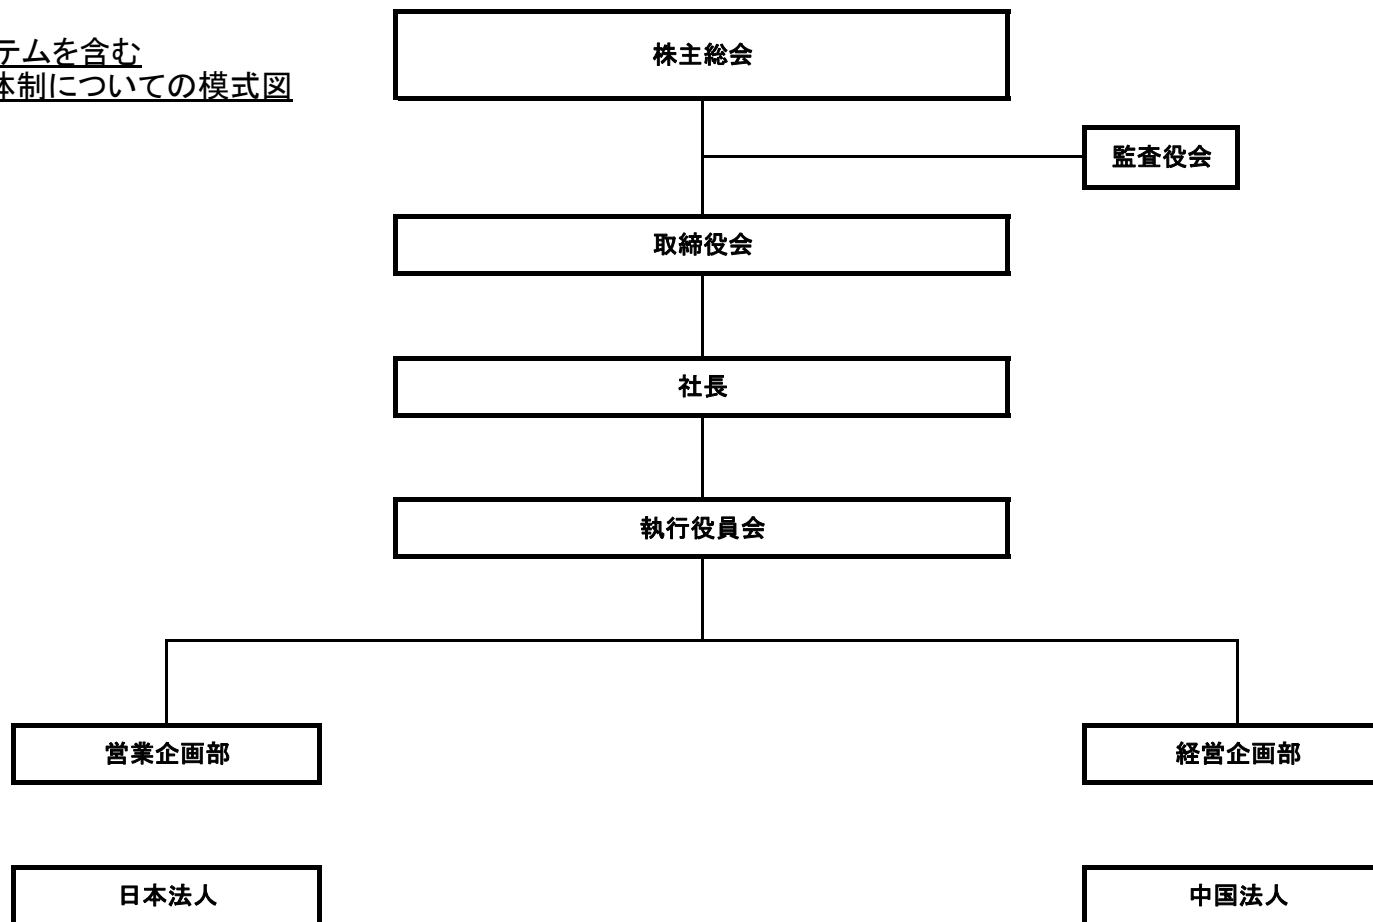 テムを含む
体制についての模式図
株主総会
監査役会
取締役会
社長
執行役員会
営業企画部
経営企画部
日本法人
中国法人